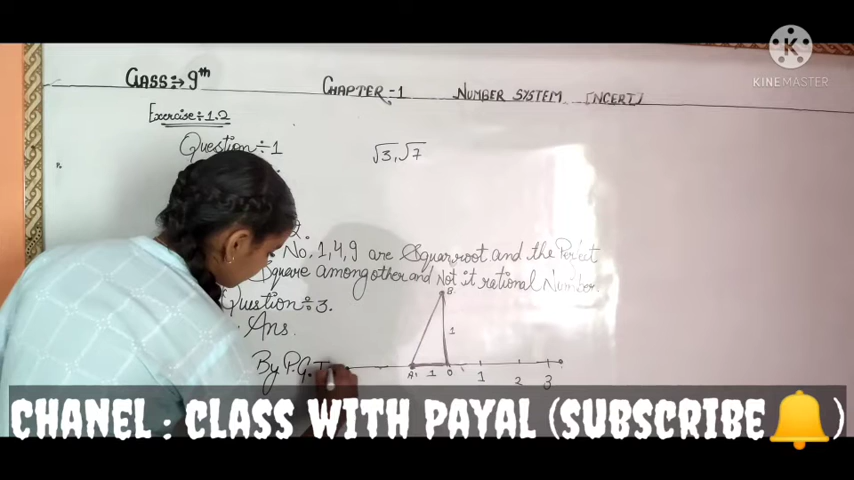 KINEMASTER
CLASS:→ 9th CHAPTER-1 NUMBER SYSTEM [NCERT]
Exercise÷1.2
Question÷1
√3, √7
2.
No. 1,4,9 are Squarroot and the Perfect
Square among other and Not it rational Number.
Question÷3.
Ans.
B
1
By P.G.T
A 1 0 1 2 3
CHANEL : CLASS WITH PAYAL (SUBSCRIBE 🔔)